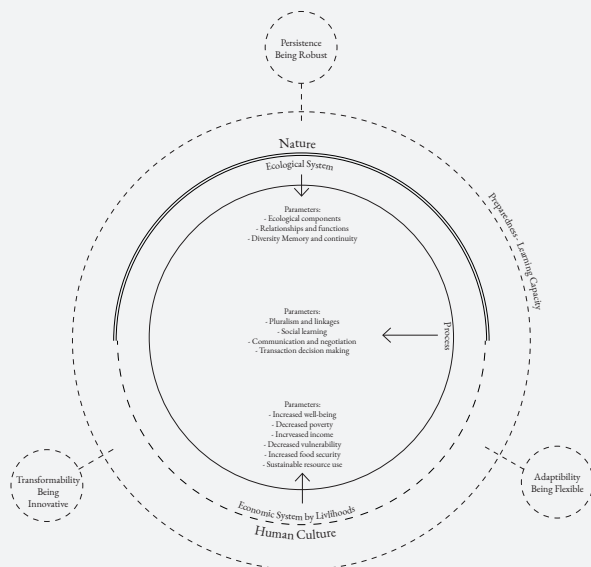 Persistence
Being Robust
Nature
Ecological System
Parameters:
- Ecological components
- Relationships and functions
- Diversity Memory and continuity
Preparedness - Learning Capacity
Parameters:
- Pluralism and linkages
- Social learning
- Communication and negotiation
- Transaction decision making
Process
Parameters:
- Increased well-being
- Decreased poverty
- Incrveased income
- Decreased vulnerability
- Increased food security
- Sustainable resource use
Transformability
Being
Innovative
Adaptibility
Being Flexible
Economic System by Livlihoods
Human Culture